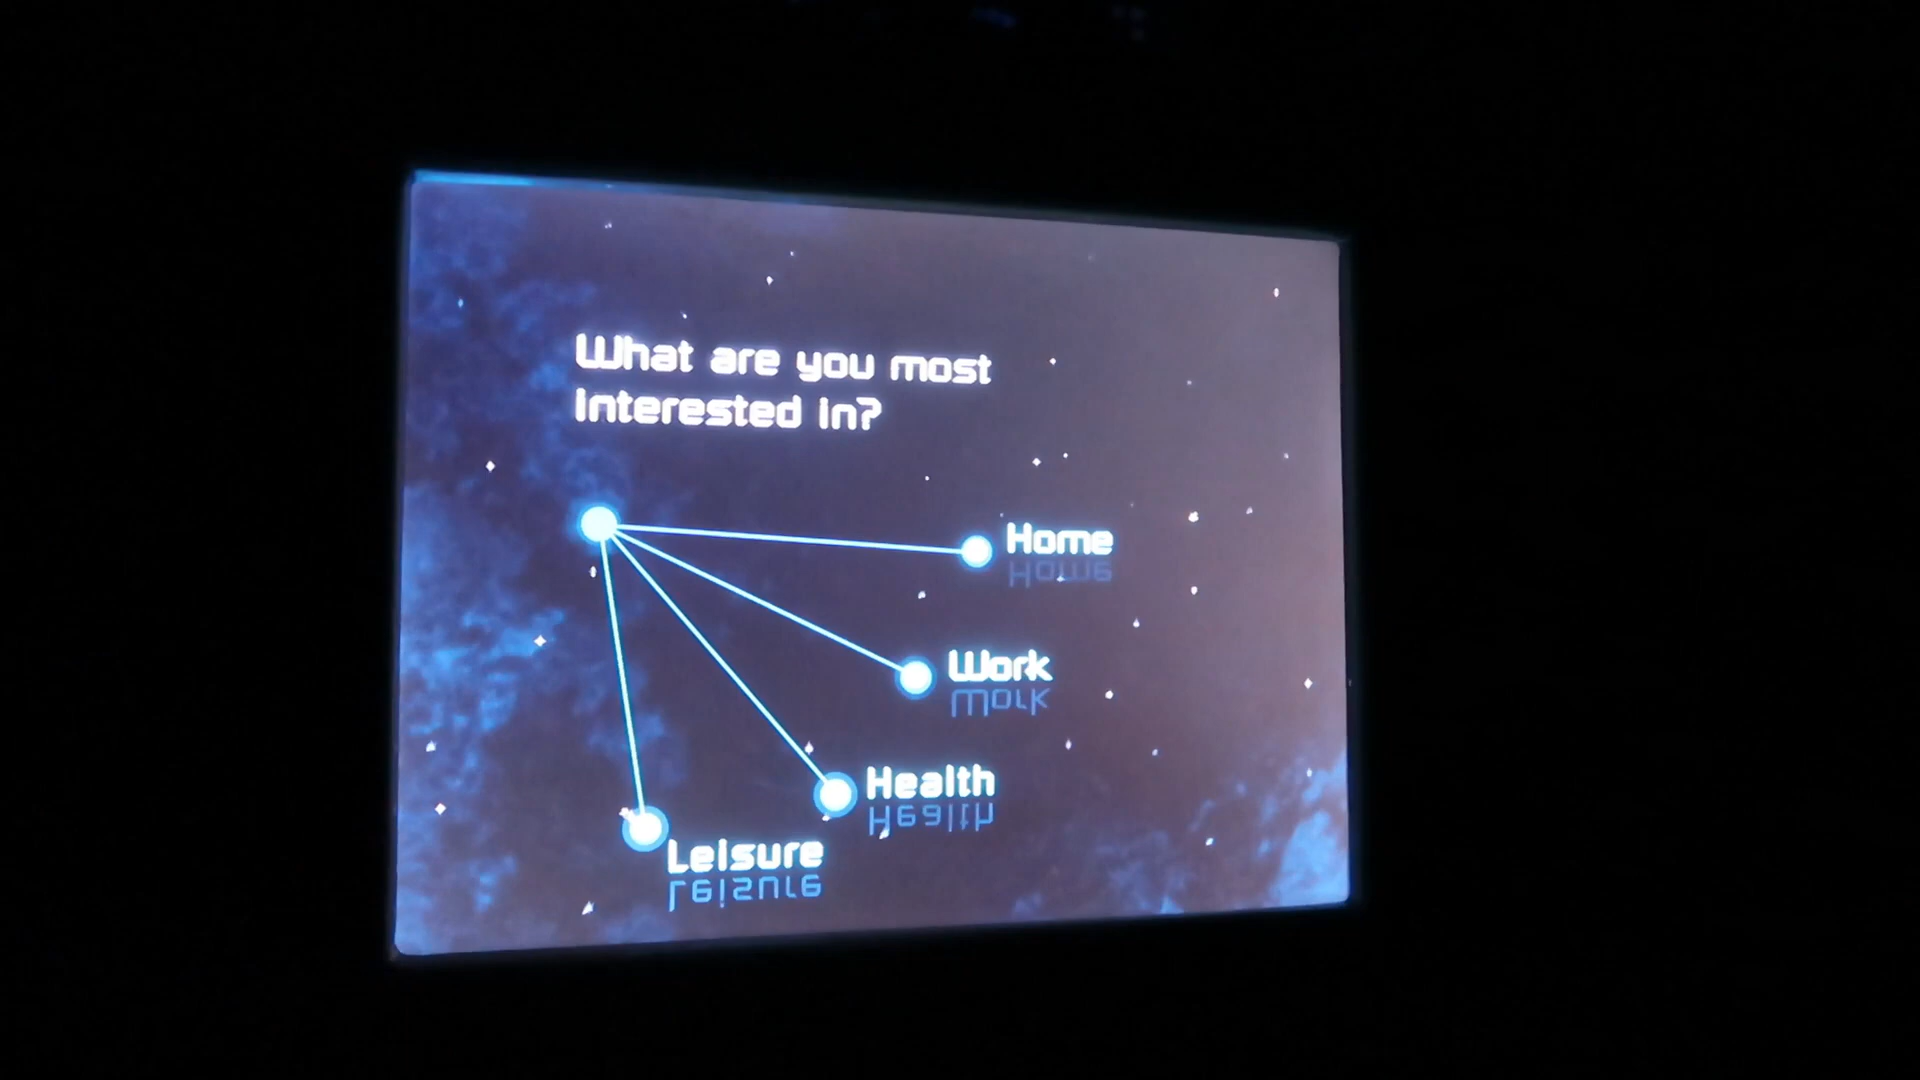 What are you most
interested in?
Home
Work
Health
Leisure